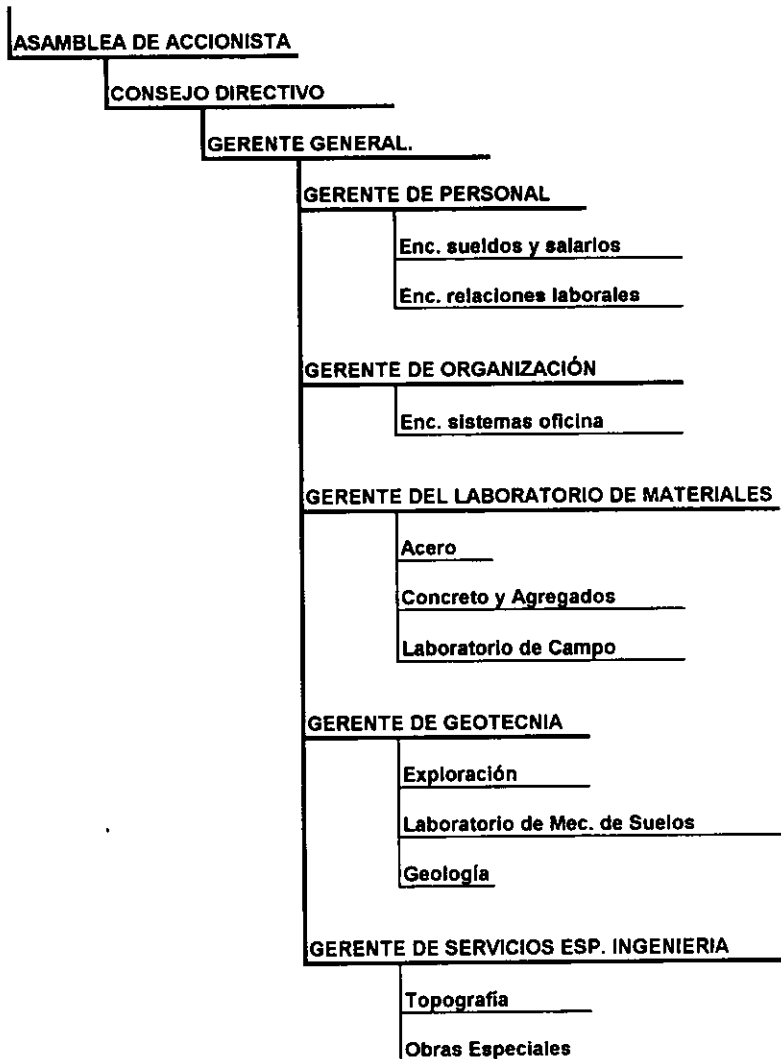 ASAMBLEA DE ACCIONISTA
CONSEJO DIRECTIVO
GERENTE GENERAL.
GERENTE DE PERSONAL
Enc. sueldos y salarios
Enc. relaciones laborales
GERENTE DE ORGANIZACIÓN
Enc. sistemas oficina
GERENTE DEL LABORATORIO DE MATERIALES
Acero
Concreto y Agregados
Laboratorio de Campo
GERENTE DE GEOTECNIA
Exploración
Laboratorio de Mec. de Suelos
Geología
GERENTE DE SERVICIOS ESP. INGENIERIA
Topografía
Obras Especiales